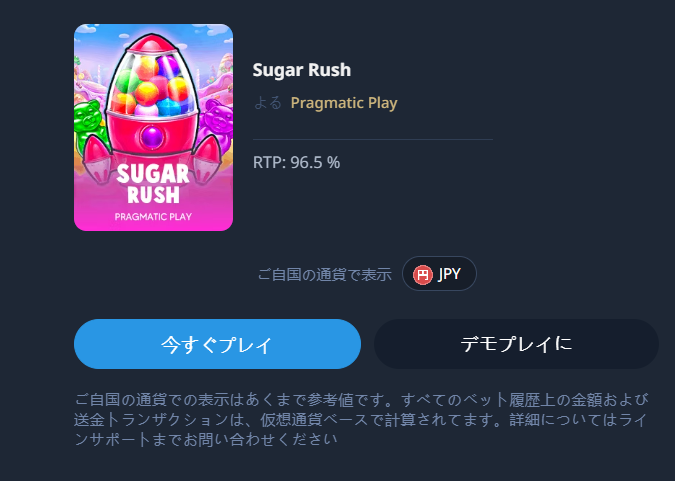 SUGAR
RUSH
PRAGMATIC PLAY
Sugar Rush
よる Pragmatic Play
RTP: 96.5 %
ご自国の通貨で表示 円 JPY
今すぐプレイ
デモプレイに
ご自国の通貨での表示はあくまで参考値です。すべてのベット履歴上の金額および
送金トランザクションは、仮想通貨ベースで計算されてます。詳細についてはライ
ンサポートまでお問い合わせください